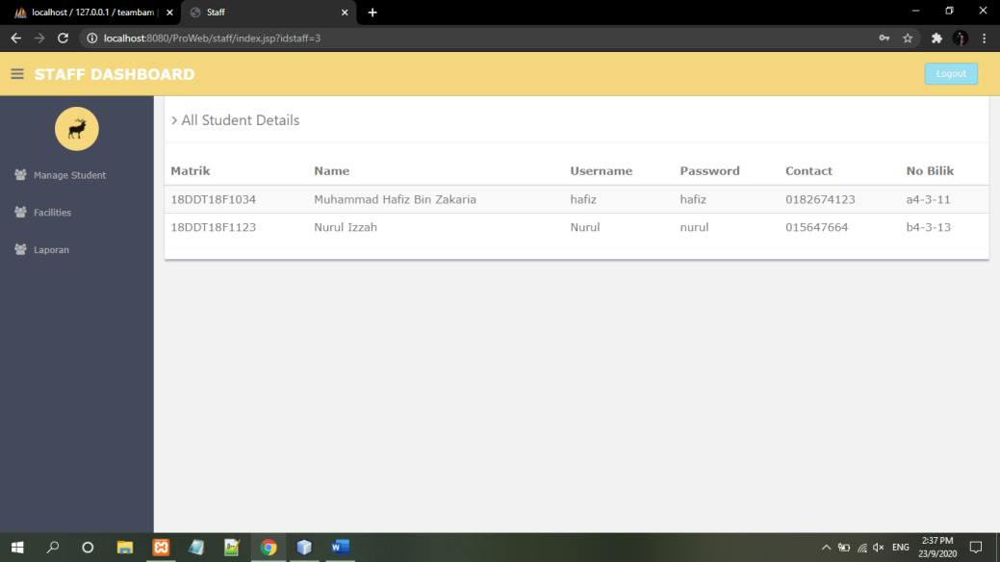 localhost / 127.0.0.1 / teambam
Staff
localhost:8080/ProWeb/staff/index.jsp?idstaff=3
STAFF DASHBOARD
Logout
> All Student Details
Manage Student
Facilities
Laporan
Matrik Name Username Password Contact No Bilik
18DDT18F1034 Muhammad Hafiz Bin Zakaria hafiz hafiz 0182674123 a4-3-11
18DDT18F1123 Nurul Izzah Nurul nurul 015647664 b4-3-13
ENG
2:37 PM
23/9/2020